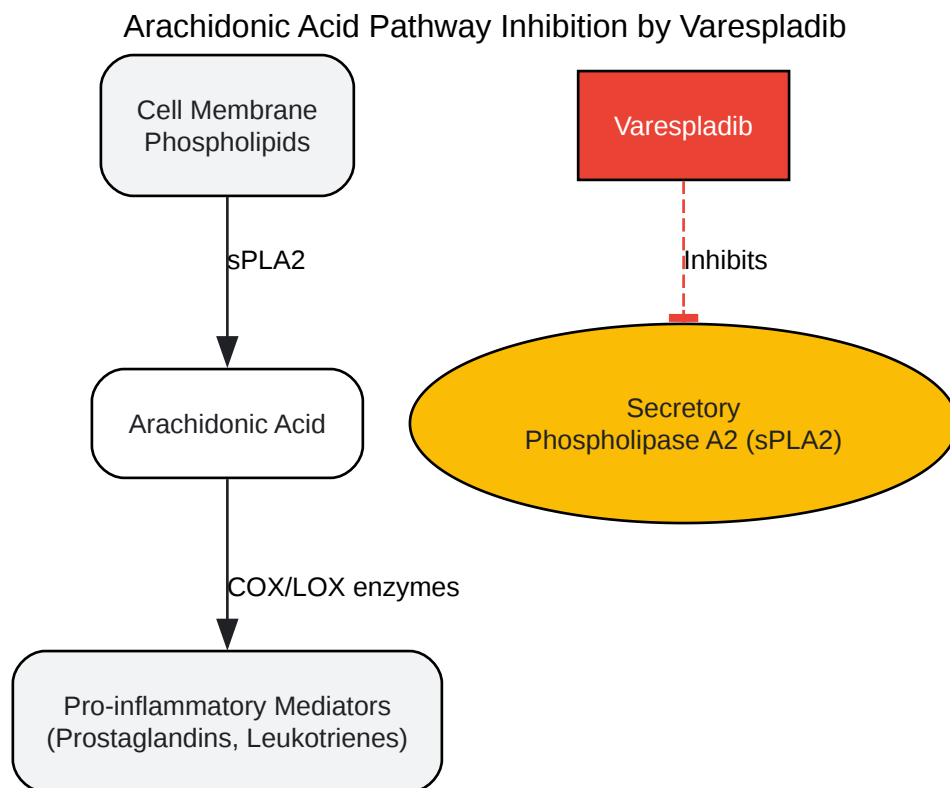 Arachidonic Acid Pathway Inhibition by Varespladib
Cell Membrane
Phospholipids
Varespladib
sPLA2
Inhibits
Arachidonic Acid
Secretory
Phospholipase A2 (sPLA2)
COX/LOX enzymes
Pro-inflammatory Mediators
(Prostaglandins, Leukotrienes)